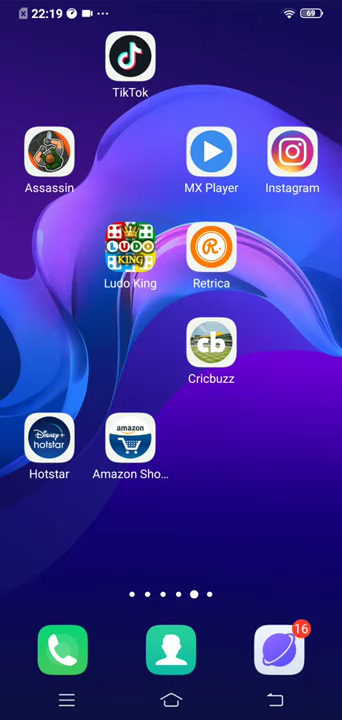 22:19
69
TikTok
Assassin
MX Player
Instagram
LUDO
KING
Ludo King
R.
Retrica
cb
Cricbuzz
Disney+
hotstar
amazon
Hotstar
Amazon Sho...
16